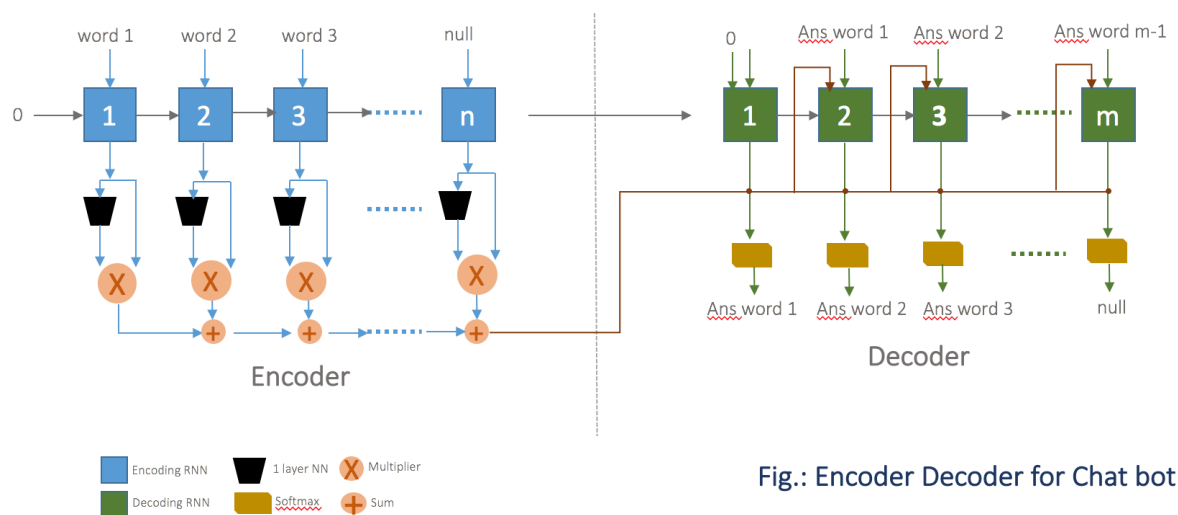 word 1
word 2
word 3
null
0
Ans word 1
Ans word 2
Ans word m-1
0
1
2
3
n
1
2
3
m
X
X
X
X
+
+
+
Ans word 1
Ans word 2
Ans word 3
null
Encoder
Decoder
Encoding RNN
1 layer NN
X
Multiplier
Decoding RNN
Softmax
+
Sum
Fig.: Encoder Decoder for Chat bot